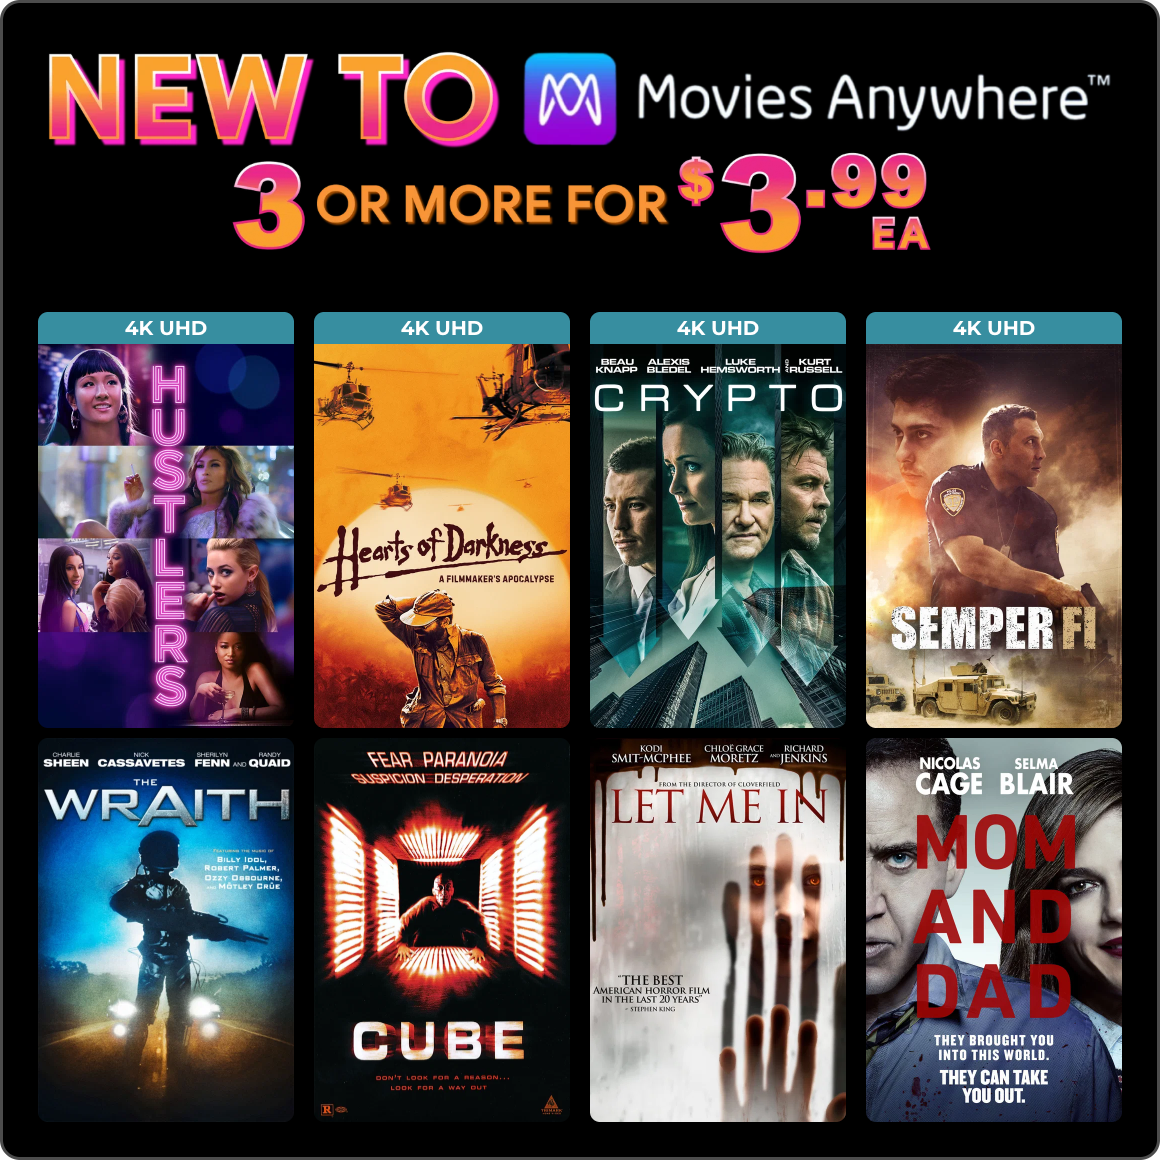 NEW TO Movies Anywhere™
3 OR MORE FOR $3.99 EA
4K UHD
HUSTLERS
4K UHD
Hearts of Darkness
A FILMMAKER'S APOCALYPSE
4K UHD
BEAU KNAPP ALEXIS BLEDEL LUKE HEMSWORTH AND KURT RUSSELL
CRYPTO
4K UHD
SEMPER FI
CHARLIE SHEEN NICK CASSAVETES SHERILYN FENN AND RANDY QUAID
THE
WRAITH
FEATURING THE MUSIC OF
BILLY IDOL,
ROBERT PALMER,
OZZY OSBOURNE,
AND MÖTLEY CRÜE
FEAR PARANOIA
SUSPICION DESPERATION
CUBE
DON'T LOOK FOR A REASON...
LOOK FOR A WAY OUT
R
KODI SMIT-MCPHEE CHLOË GRACE MORETZ AND RICHARD JENKINS
FROM THE DIRECTOR OF CLOVERFIELD
LET ME IN
"THE BEST
AMERICAN HORROR FILM
IN THE LAST 20 YEARS"
- STEPHEN KING
NICOLAS CAGE SELMA BLAIR
MOM
AND
DAD
THEY BROUGHT YOU
INTO THIS WORLD.
THEY CAN TAKE
YOU OUT.